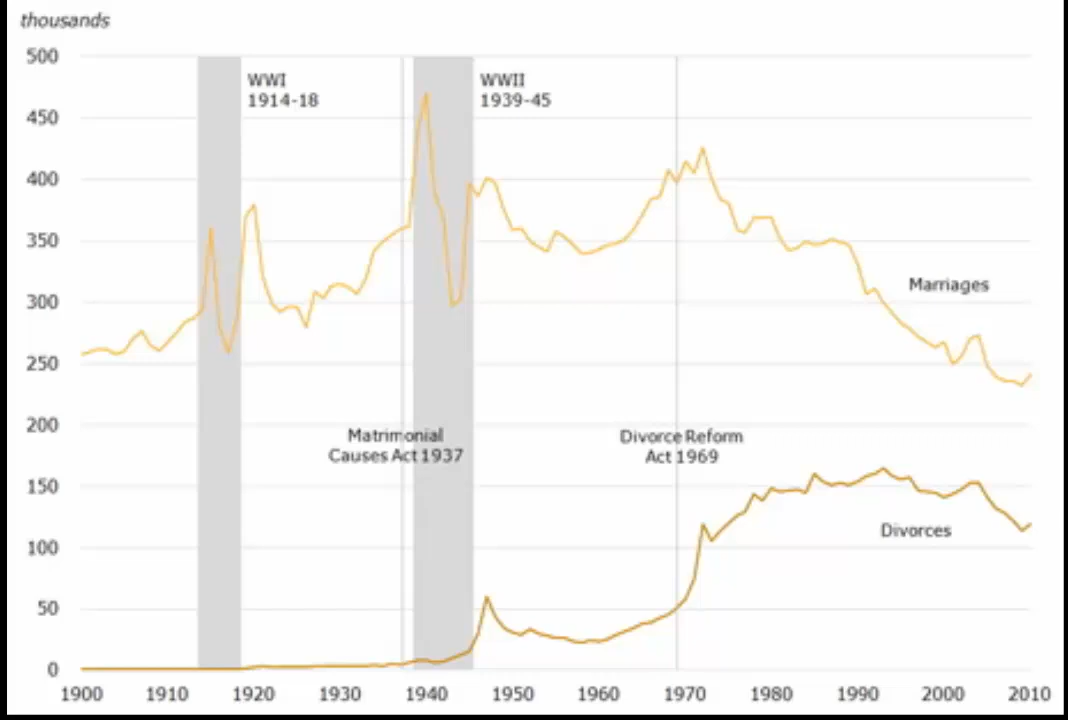 thousands
500
WWI
1914-18
WWII
1939-45
450
400
350
300
Marriages
250
200
Matrimonial
Causes Act 1937
Divorce Reform
Act 1969
150
Divorces
100
50
0
1900 1910 1920 1930 1940 1950 1960 1970 1980 1990 2000 2010